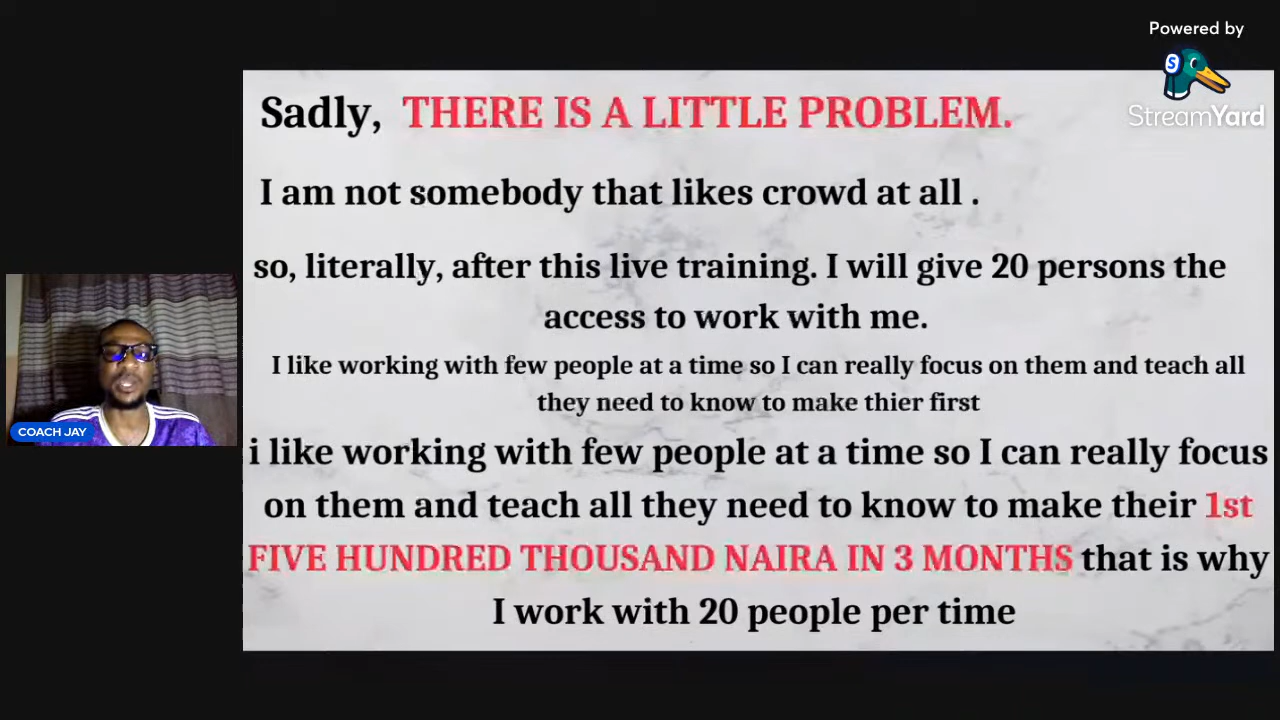 Powered by
S
StreamYard
Sadly, THERE IS A LITTLE PROBLEM.
I am not somebody that likes crowd at all .
so, literally, after this live training. I will give 20 persons the
access to work with me.
I like working with few people at a time so I can really focus on them and teach all
they need to know to make thier first
i like working with few people at a time so I can really focus
on them and teach all they need to know to make their 1st
FIVE HUNDRED THOUSAND NAIRA IN 3 MONTHS that is why
I work with 20 people per time
COACH JAY